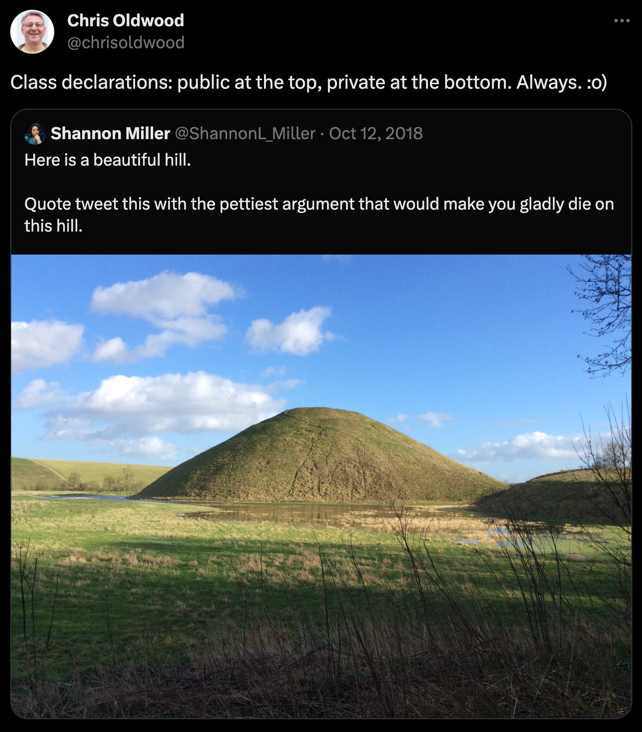 Chris Oldwood
@chrisoldwood
Class declarations: public at the top, private at the bottom. Always. :o)
Shannon Miller @ShannonL_Miller · Oct 12, 2018
Here is a beautiful hill.
Quote tweet this with the pettiest argument that would make you gladly die on
this hill.